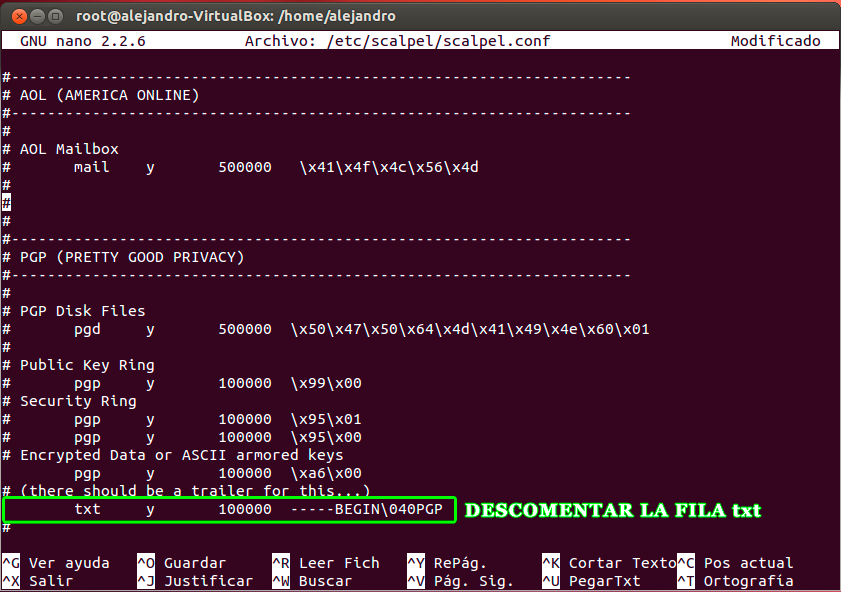 root@alejandro-VirtualBox: /home/alejandro
GNU nano 2.2.6 Archivo: /etc/scalpel/scalpel.conf Modificado
#---------------------------------------------------------------------
# AOL (AMERICA ONLINE)
#---------------------------------------------------------------------
#
# AOL Mailbox
# mail y 500000 \x41\x4f\x4c\x56\x4d
#
#
#
#---------------------------------------------------------------------
# PGP (PRETTY GOOD PRIVACY)
#---------------------------------------------------------------------
#
# PGP Disk Files
# pgd y 500000 \x50\x47\x50\x64\x4d\x41\x49\x4e\x60\x01
#
# Public Key Ring
# pgp y 100000 \x99\x00
# Security Ring
# pgp y 100000 \x95\x01
# pgp y 100000 \x95\x00
# Encrypted Data or ASCII armored keys
# pgp y 100000 \xa6\x00
# (there should be a trailer for this...)
txt y 100000 -----BEGIN\040PGP DESCOMENTAR LA FILA txt
#
^G Ver ayuda ^O Guardar ^R Leer Fich ^Y RePág. ^K Cortar Texto ^C Pos actual
^X Salir ^J Justificar ^W Buscar ^V Pág. Sig. ^U PegarTxt ^T Ortografía